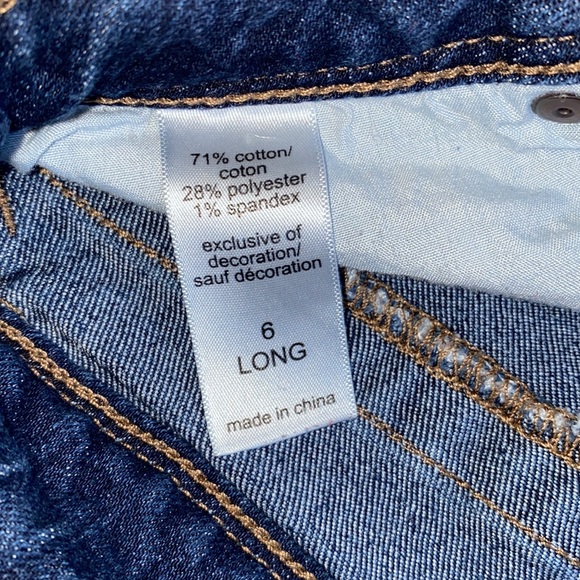 71% cotton/
coton
28% polyester
1% spandex
exclusive of
decoration/
sauf décoration
6
LONG
made in china